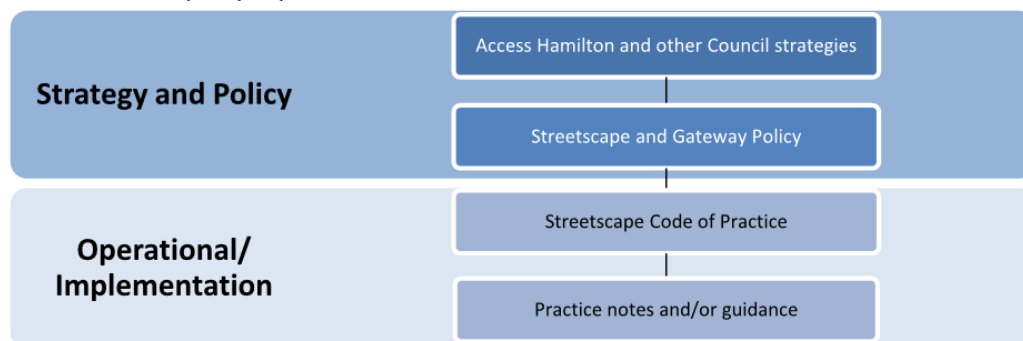 Access Hamilton and other Council strategies
Strategy and Policy
Streetscape and Gateway Policy
Streetscape Code of Practice
Operational/
Implementation
Practice notes and/or guidance